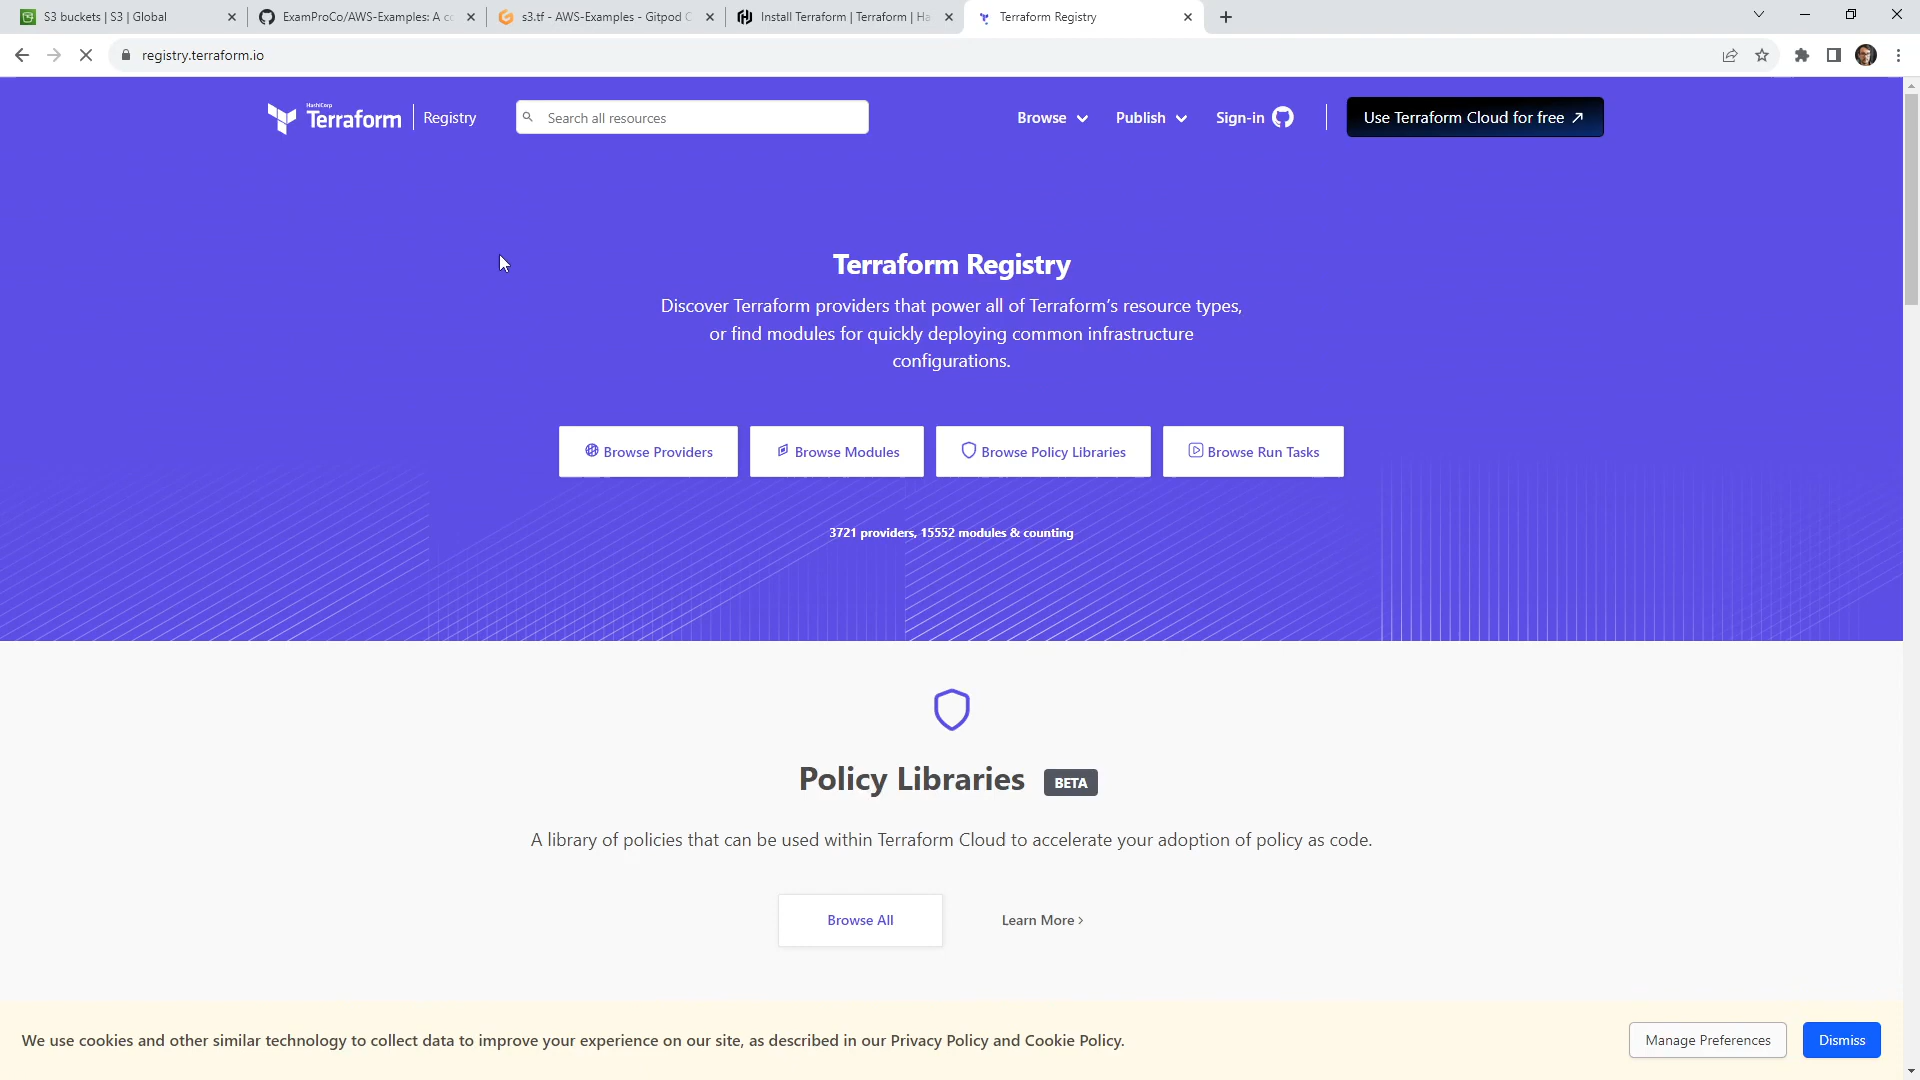 S3 buckets | S3 | Global
ExamProCo/AWS-Examples: A co
s3.tf - AWS-Examples - Gitpod C
Install Terraform | Terraform | Ha
Terraform Registry
registry.terraform.io
HashiCorp
Terraform
Registry
Search all resources
Browse
Publish
Sign-in
Use Terraform Cloud for free
Terraform Registry
Discover Terraform providers that power all of Terraform's resource types,
or find modules for quickly deploying common infrastructure
configurations.
Browse Providers
Browse Modules
Browse Policy Libraries
Browse Run Tasks
3721 providers, 15552 modules & counting
Policy Libraries BETA
A library of policies that can be used within Terraform Cloud to accelerate your adoption of policy as code.
Browse All
Learn More ›
We use cookies and other similar technology to collect data to improve your experience on our site, as described in our Privacy Policy and Cookie Policy.
Manage Preferences
Dismiss